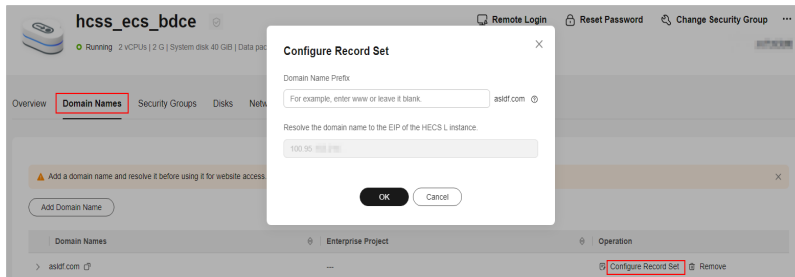 hcss_ecs_bdce
Remote Login
Reset Password
Change Security Group
Running 2 vCPUs | 2 G | System disk 40 GiB | Data pac
Configure Record Set
Domain Name Prefix
For example, enter www or leave it blank.
asldf.com
Overview
Domain Names
Security Groups
Disks
Netw
Resolve the domain name to the EIP of the HECS L instance.
100.95
Add a domain name and resolve it before using it for website access.
OK
Cancel
Add Domain Name
Domain Names
Enterprise Project
Operation
asldf.com
--
Configure Record Set
Remove